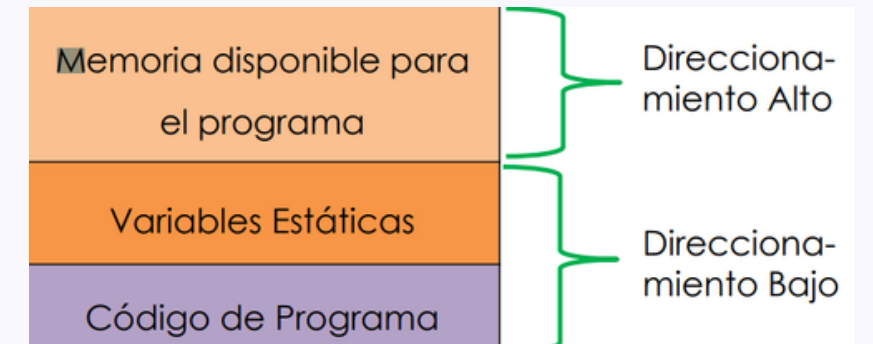 Memoria disponible para
el programa
Direcciona-
miento Alto
Variables Estáticas
Código de Programa
Direcciona-
miento Bajo